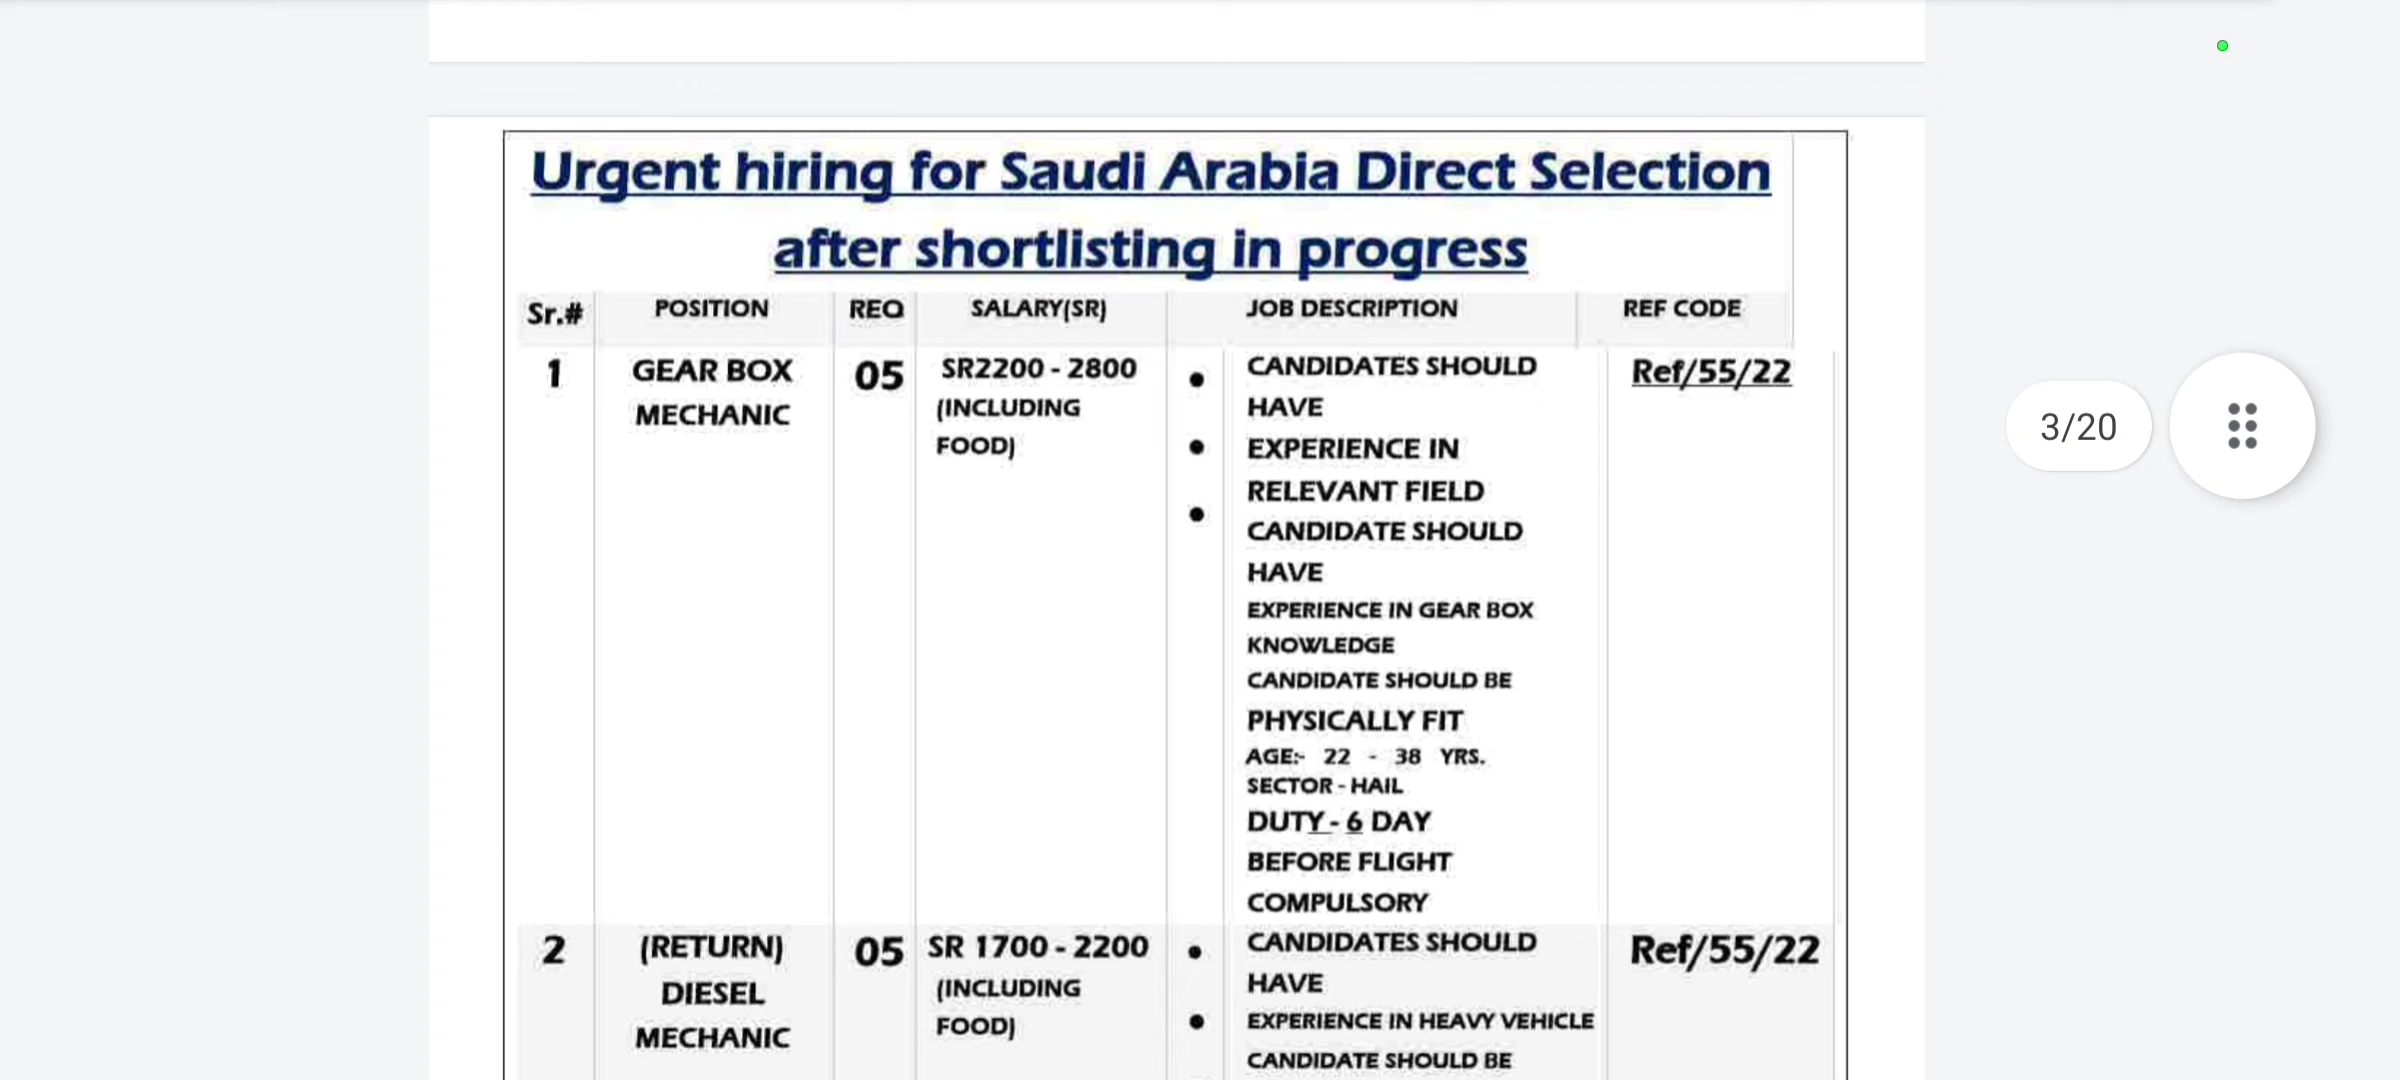 Urgent hiring for Saudi Arabia Direct Selection
after shortlisting in progress
Sr.# POSITION REQ SALARY(SR) JOB DESCRIPTION REF CODE
1 GEAR BOX 05 SR2200 - 2800 • CANDIDATES SHOULD Ref/55/22
MECHANIC (INCLUDING HAVE
FOOD) • EXPERIENCE IN
RELEVANT FIELD
• CANDIDATE SHOULD
HAVE
EXPERIENCE IN GEAR BOX
KNOWLEDGE
CANDIDATE SHOULD BE
PHYSICALLY FIT
AGE:- 22 - 38 YRS.
SECTOR - HAIL
DUTY - 6 DAY
BEFORE FLIGHT
COMPULSORY
2 (RETURN) 05 SR 1700 - 2200 • CANDIDATES SHOULD Ref/55/22
DIESEL (INCLUDING HAVE
MECHANIC FOOD) • EXPERIENCE IN HEAVY VEHICLE
CANDIDATE SHOULD BE
3/20